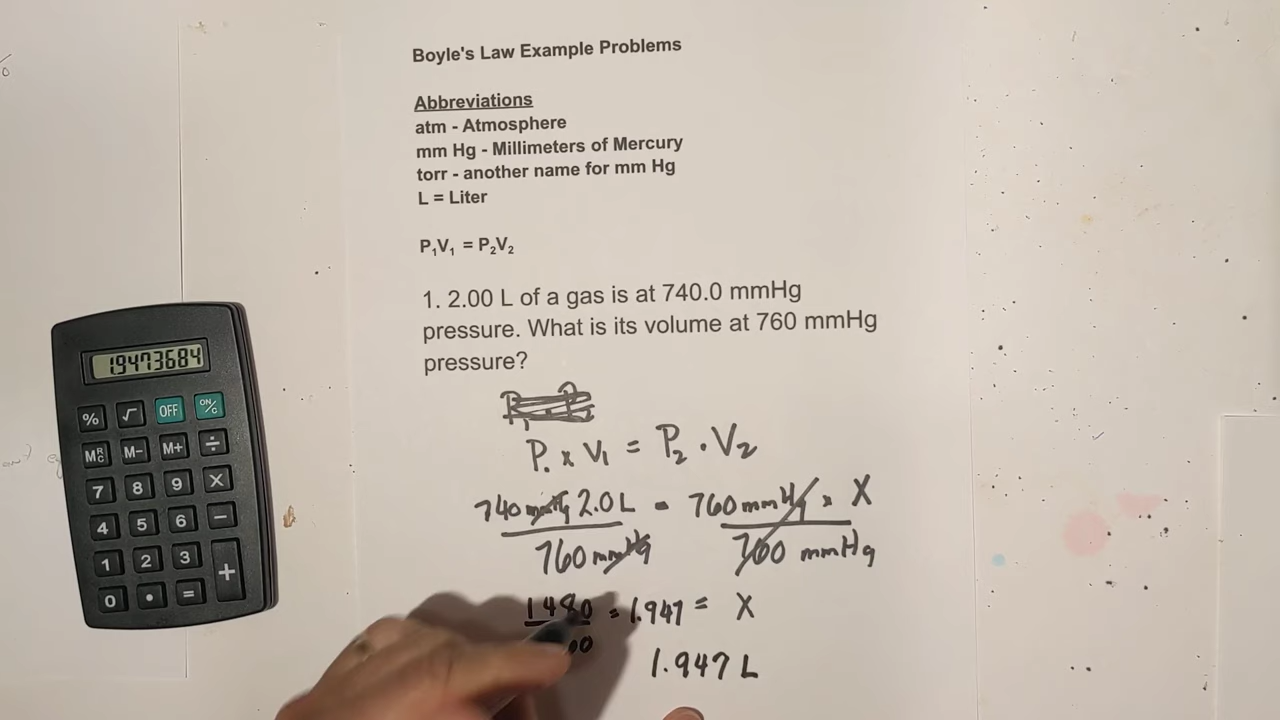 Boyle's Law Example Problems
Abbreviations
atm - Atmosphere
mm Hg - Millimeters of Mercury
torr - another name for mm Hg
L = Liter
P₁V₁ = P₂V₂
1. 2.00 L of a gas is at 740.0 mmHg
pressure. What is its volume at 760 mmHg
pressure?
P₁ x V₁ = P₂ . V₂
740 mmHg 2.0 L = 760 mmHg x X
760 mmHg 760 mmHg
1480 = 1.947 = X
1.947 L
1.9473684
% √ OFF ON/C
MRC M- M+ ÷
7 8 9 X
4 5 6 −
1 2 3 +
0 • =